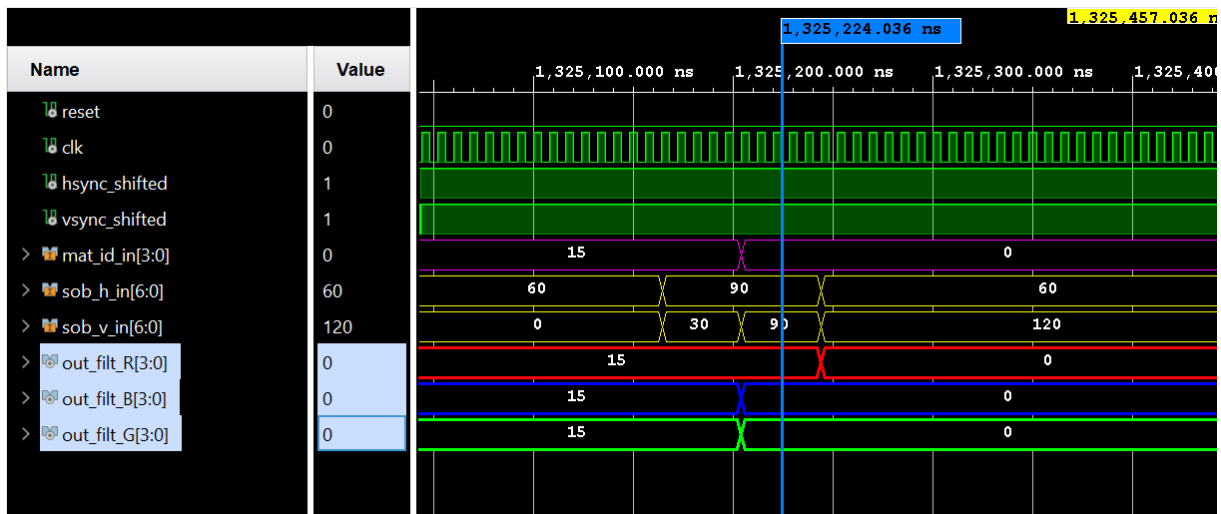 1,325,457.036 n
1,325,224.036 ns
Name Value
1,325,100.000 ns 1,325,200.000 ns 1,325,300.000 ns 1,325,400
reset 0
clk 0
hsync_shifted 1
vsync_shifted 1
mat_id_in[3:0] 0 15 0
sob_h_in[6:0] 60 60 90 60
sob_v_in[6:0] 120 0 30 90 120
out_filt_R[3:0] 0 15 0
out_filt_B[3:0] 0 15 0
out_filt_G[3:0] 0 15 0